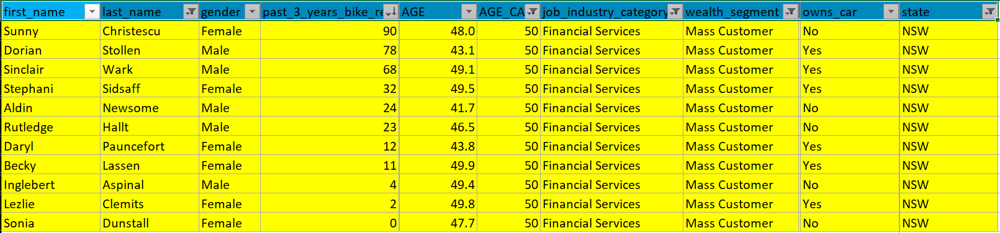 first_name last_name gender past_3_years_bike_re AGE AGE_CA job_industry_category wealth_segment owns_car state
Sunny Christescu Female 90 48.0 50 Financial Services Mass Customer No NSW
Dorian Stollen Male 78 43.1 50 Financial Services Mass Customer Yes NSW
Sinclair Wark Male 68 49.1 50 Financial Services Mass Customer Yes NSW
Stephani Sidsaff Female 32 49.5 50 Financial Services Mass Customer Yes NSW
Aldin Newsome Male 24 41.7 50 Financial Services Mass Customer No NSW
Rutledge Hallt Male 23 46.5 50 Financial Services Mass Customer No NSW
Daryl Pauncefort Female 12 43.8 50 Financial Services Mass Customer Yes NSW
Becky Lassen Female 11 49.9 50 Financial Services Mass Customer Yes NSW
Inglebert Aspinal Male 4 49.4 50 Financial Services Mass Customer No NSW
Lezlie Clemits Female 2 49.8 50 Financial Services Mass Customer Yes NSW
Sonia Dunstall Female 0 47.7 50 Financial Services Mass Customer No NSW